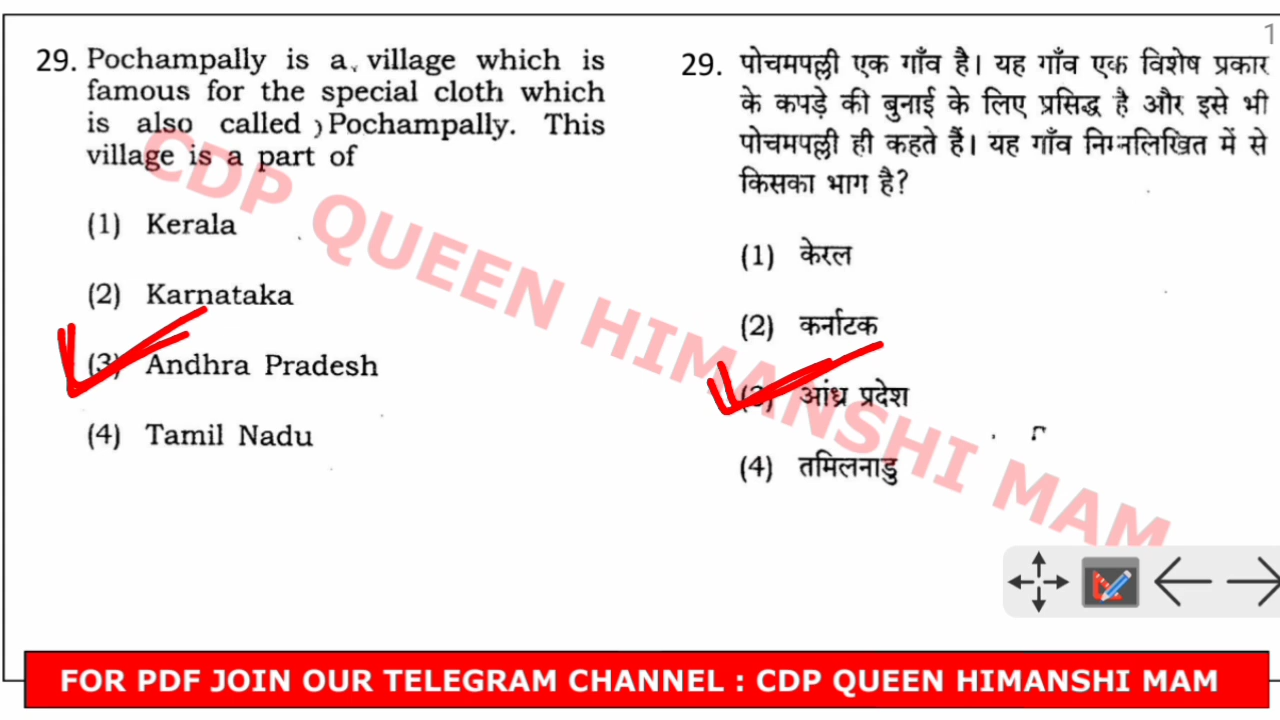 1
29. Pochampally is a village which is
famous for the special cloth which
is also called Pochampally. This
village is a part of
(1) Kerala
(2) Karnataka
(3) Andhra Pradesh
(4) Tamil Nadu
29. पोचमपल्ली एक गाँव है। यह गाँव एक विशेष प्रकार
के कपड़े की बुनाई के लिए प्रसिद्ध है और इसे भी
पोचमपल्ली ही कहते हैं। यह गाँव निम्नलिखित में से
किसका भाग है?
(1) केरल
(2) कर्नाटक
(3) आंध्र प्रदेश
(4) तमिलनाडु
CDP QUEEN HIMANSHI MAM
FOR PDF JOIN OUR TELEGRAM CHANNEL : CDP QUEEN HIMANSHI MAM